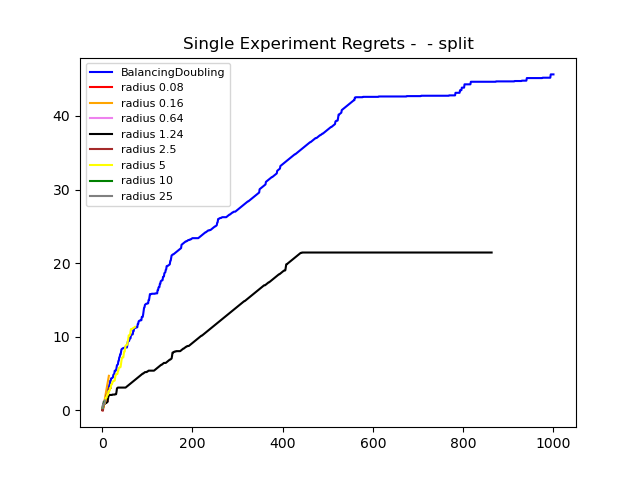 Single Experiment Regrets -  - split
BalancingDoubling
radius 0.08
radius 0.16
radius 0.64
radius 1.24
radius 2.5
radius 5
radius 10
radius 25
40
30
20
10
0
0 200 400 600 800 1000